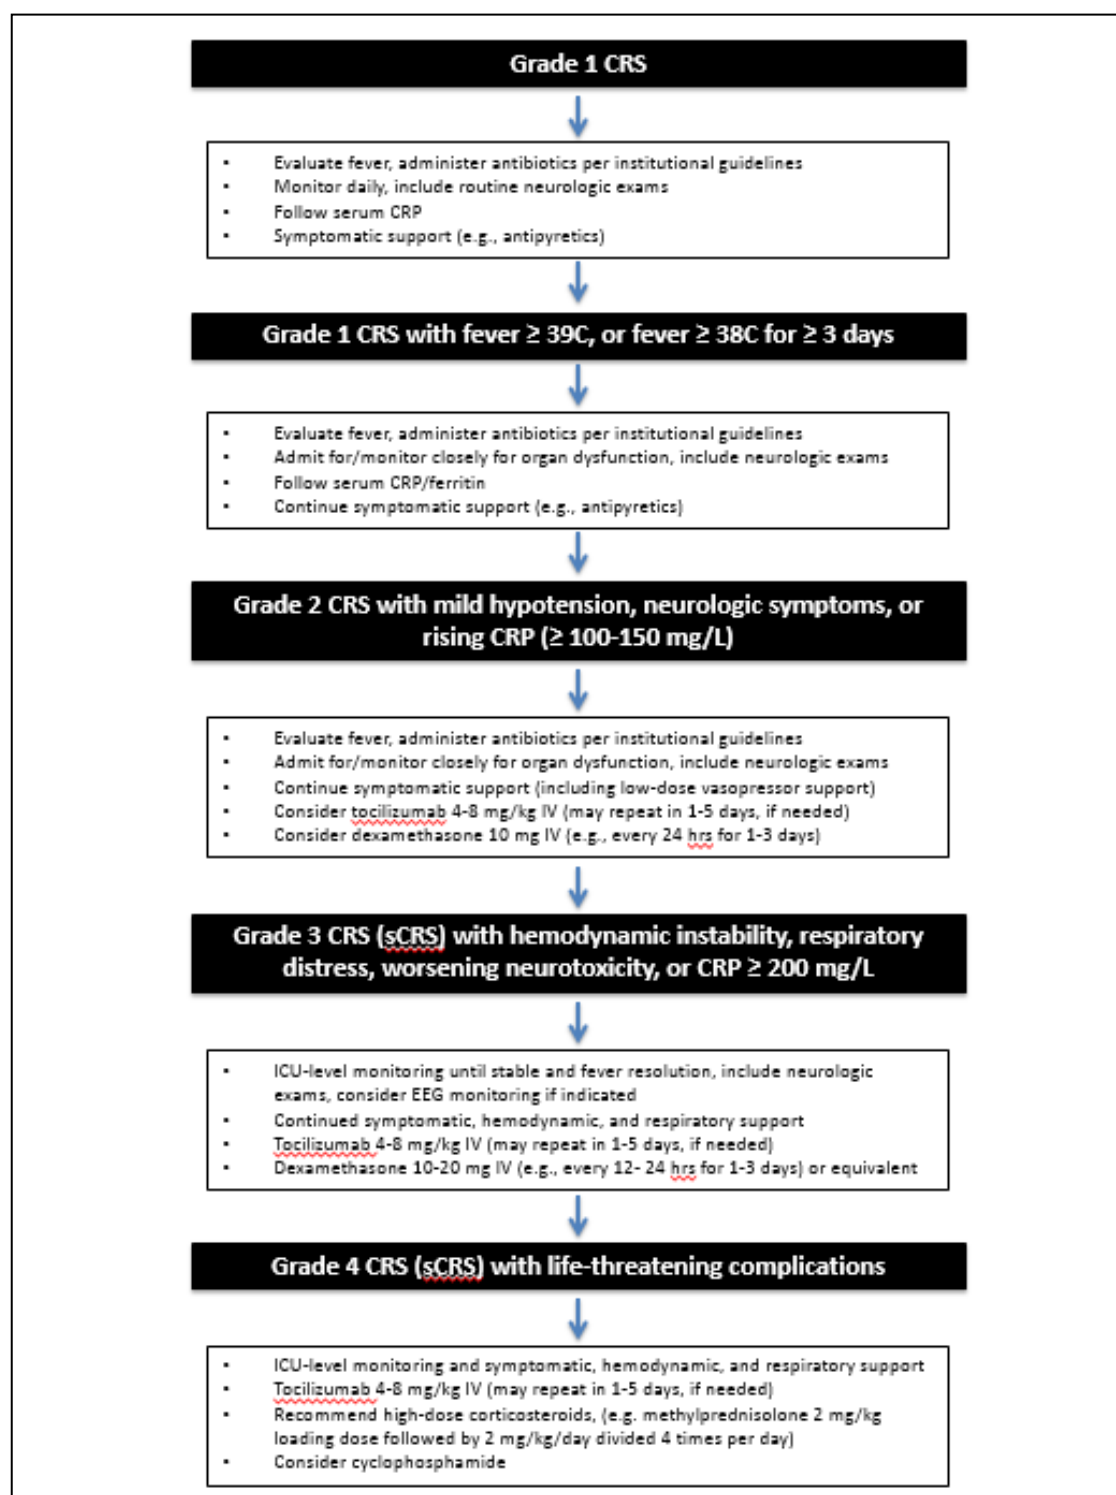 Grade 1 CRS
▪ Evaluate fever, administer antibiotics per institutional guidelines
▪ Monitor daily, include routine neurologic exams
▪ Follow serum CRP
▪ Symptomatic support (e.g., antipyretics)
Grade 1 CRS with fever ≥ 39C, or fever ≥ 38C for ≥ 3 days
▪ Evaluate fever, administer antibiotics per institutional guidelines
▪ Admit for/monitor closely for organ dysfunction, include neurologic exams
▪ Follow serum CRP/ferritin
▪ Continue symptomatic support (e.g., antipyretics)
Grade 2 CRS with mild hypotension, neurologic symptoms, or
rising CRP (≥ 100-150 mg/L)
▪ Evaluate fever, administer antibiotics per institutional guidelines
▪ Admit for/monitor closely for organ dysfunction, include neurologic exams
▪ Continue symptomatic support (including low-dose vasopressor support)
▪ Consider tocilizumab 4-8 mg/kg IV (may repeat in 1-5 days, if needed)
▪ Consider dexamethasone 10 mg IV (e.g., every 24 hrs for 1-3 days)
Grade 3 CRS (sCRS) with hemodynamic instability, respiratory
distress, worsening neurotoxicity, or CRP ≥ 200 mg/L
▪ ICU-level monitoring until stable and fever resolution, include neurologic
exams, consider EEG monitoring if indicated
▪ Continued symptomatic, hemodynamic, and respiratory support
▪ Tocilizumab 4-8 mg/kg IV (may repeat in 1-5 days, if needed)
▪ Dexamethasone 10-20 mg IV (e.g., every 12- 24 hrs for 1-3 days) or equivalent
Grade 4 CRS (sCRS) with life-threatening complications
▪ ICU-level monitoring and symptomatic, hemodynamic, and respiratory support
▪ Tocilizumab 4-8 mg/kg IV (may repeat in 1-5 days, if needed)
▪ Recommend high-dose corticosteroids, (e.g. methylprednisolone 2 mg/kg
loading dose followed by 2 mg/kg/day divided 4 times per day)
▪ Consider cyclophosphamide